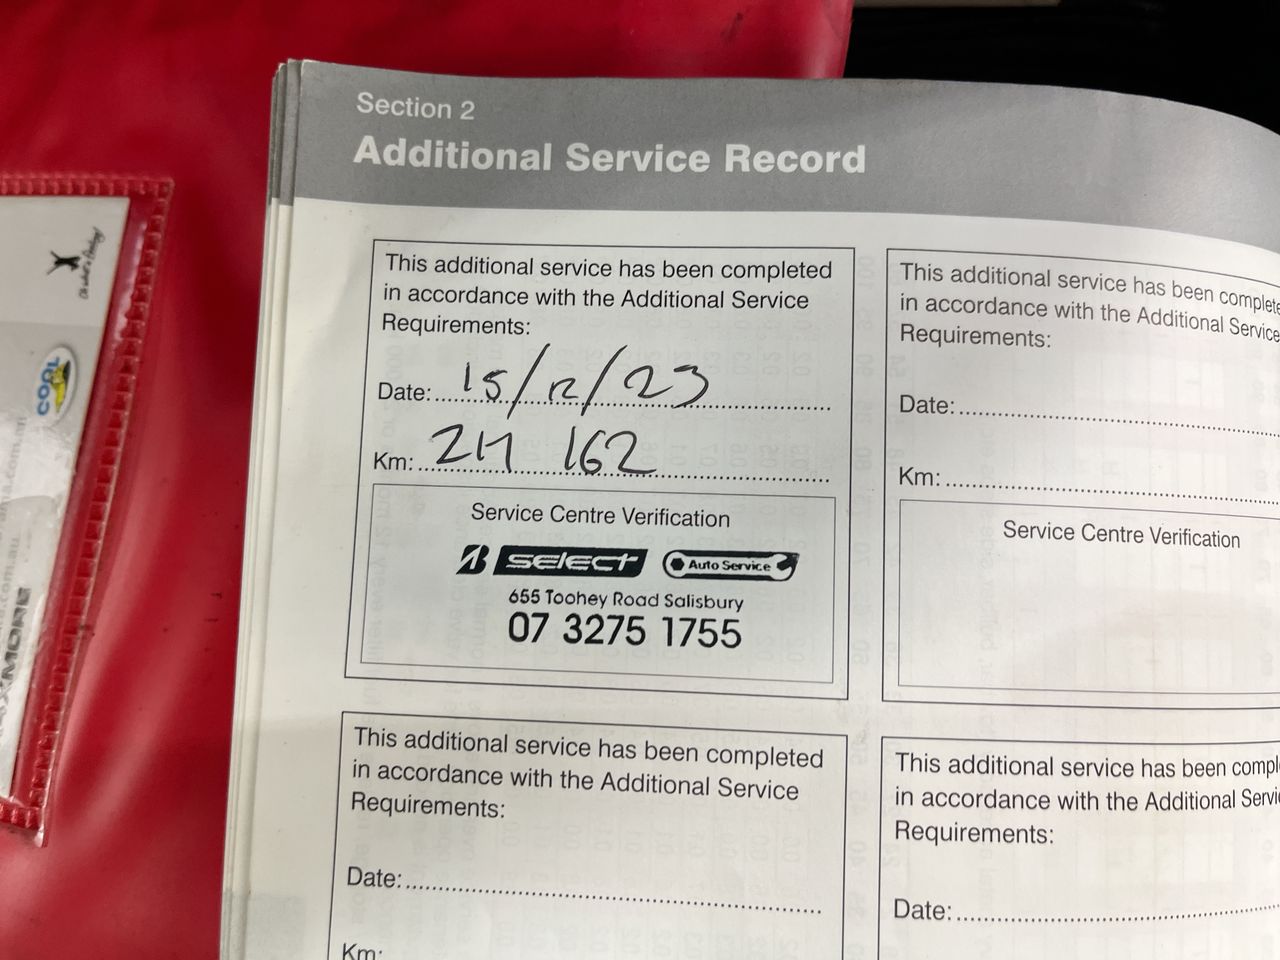 Section 2
Additional Service Record
This additional service has been completed
in accordance with the Additional Service
Requirements:
Date: 15/12/23
Km: 162
Service Centre Verification
B SELECT Auto Service
655 Toohey Road Salisbury
07 3275 1755
This additional service has been complete
in accordance with the Additional Service
Requirements:
Date:
Km:
Service Centre Verification
This additional service has been completed
in accordance with the Additional Service
Requirements:
Date:
Km:
This additional service has been compl
in accordance with the Additional Servi
Requirements:
Date:
COOL